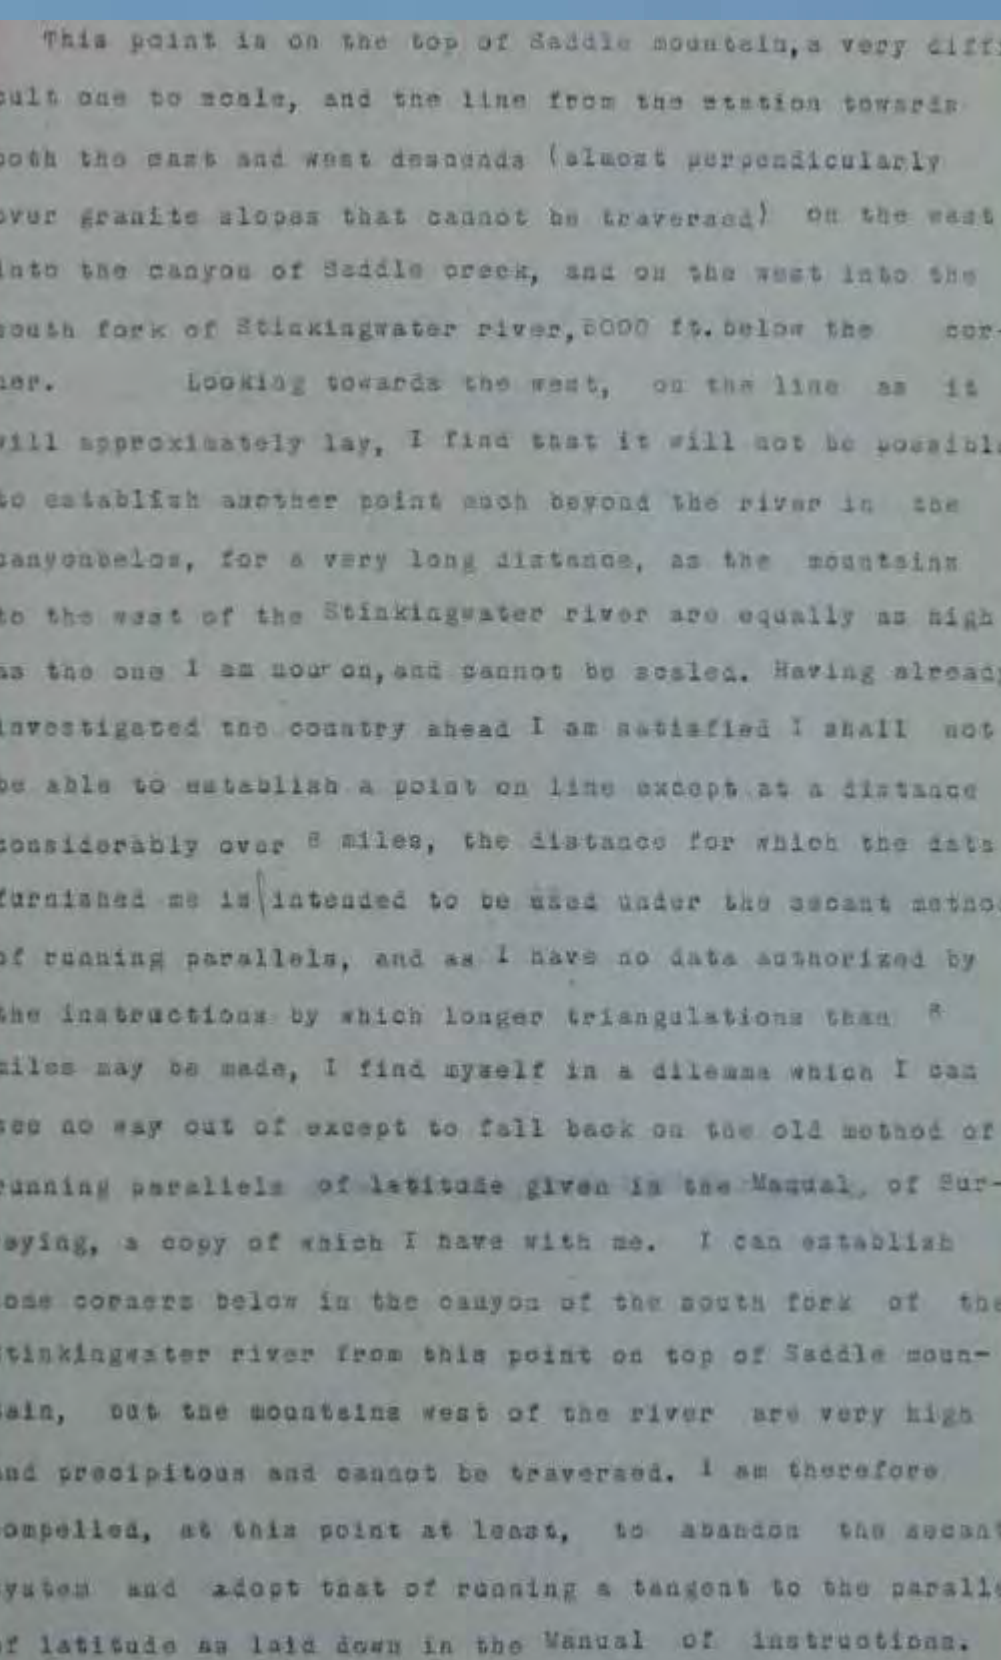 This point is on the top of Saddle mountain, a very diffi
cult one to scale, and the line from the station towards
both the east and west descends (almost perpendicularly
over granite slopes that cannot be traversed) on the east
into the canyon of Saddle creek, and on the west into the
south fork of Stinkingwater river, 5000 ft. below the cor-
ner. Looking towards the west, on the line as it
will approximately lay, I find that it will not be possible
to establish another point much beyond the river in the
canyonbelow, for a very long distance, as the mountains
to the west of the Stinkingwater river are equally as high
as the one I am now on, and cannot be scaled. Having already
investigated the country ahead I am satisfied I shall not
be able to establish a point on line except at a distance
considerably over 6 miles, the distance for which the data
furnished me is intended to be used under the secant method
of running parallels, and as I have no data authorized by
the instructions by which longer triangulations than 6
miles may be made, I find myself in a dilemma which I can
see no way out of except to fall back on the old method of
running parallels of latitude given in the Manual, of Sur-
veying, a copy of which I have with me. I can establish
some corners below in the canyon of the south fork of the
Stinkingwater river from this point on top of Saddle moun-
tain, but the mountains west of the river are very high
and precipitous and cannot be traversed. I am therefore
compelled, at this point at least, to abandon the secant
system and adopt that of running a tangent to the paralle
of latitude as laid down in the Manual of instructions.